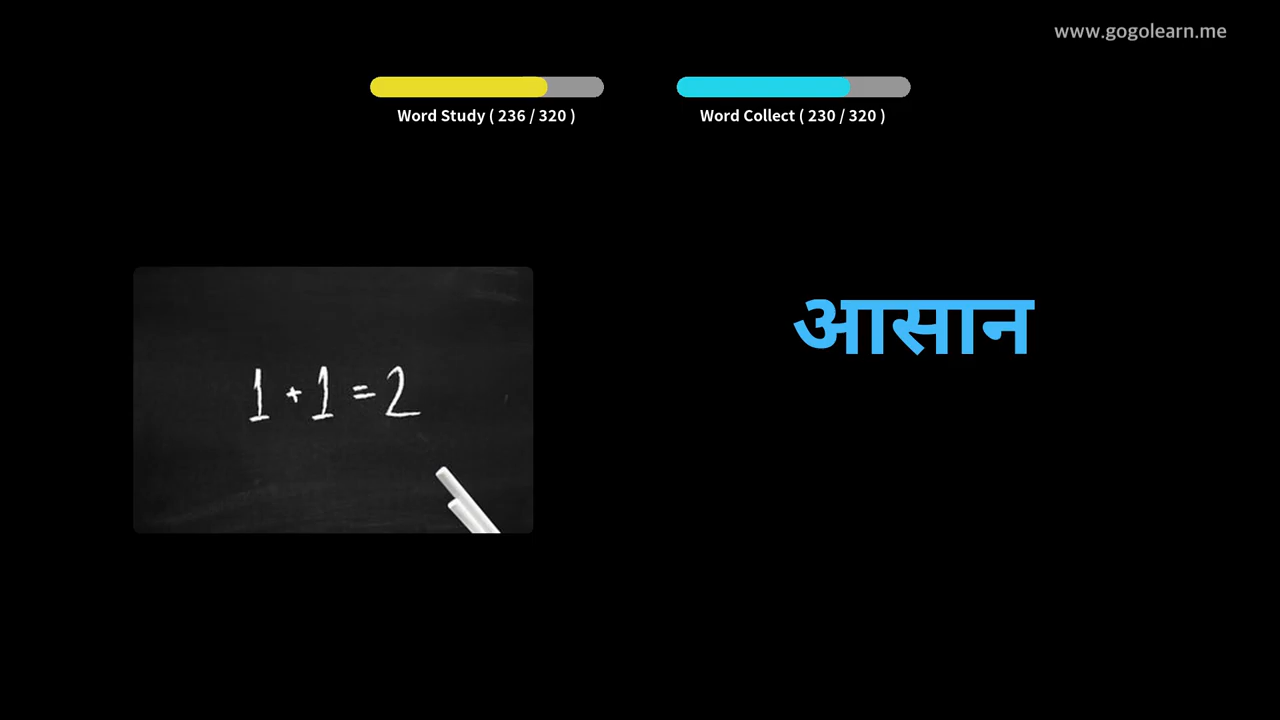 www.gogolearn.me
Word Study ( 236 / 320 )
Word Collect ( 230 / 320 )
आसान
1 + 1 = 2